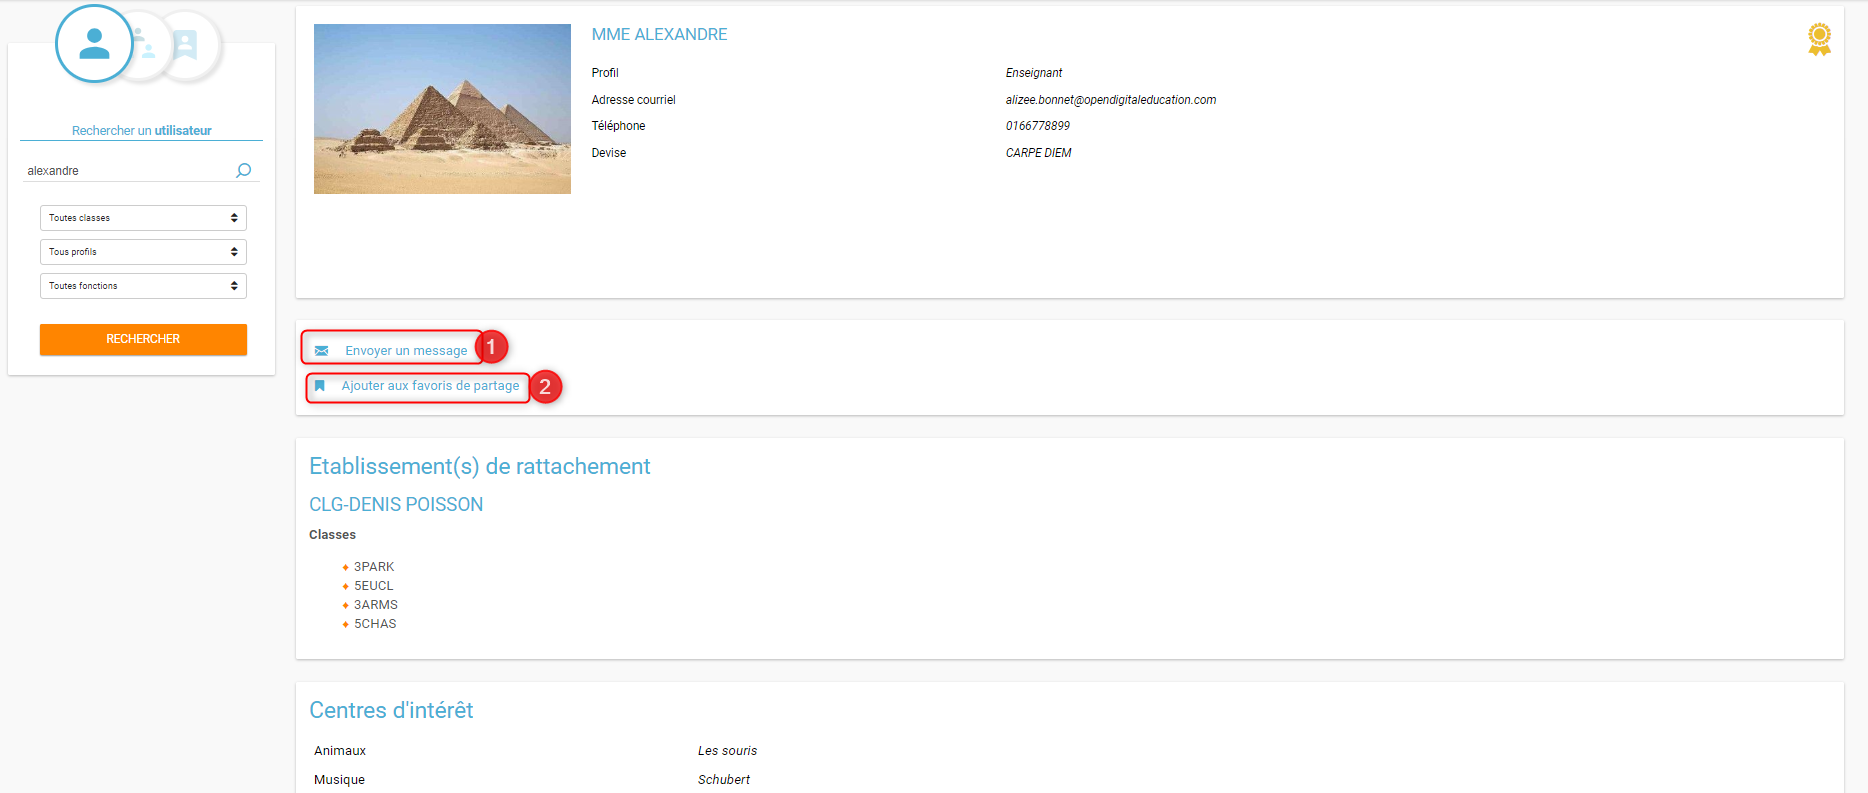 Rechercher un utilisateur
alexandre
Toutes classes
Tous profils
Toutes fonctions
RECHERCHER
MME ALEXANDRE
Profil Enseignant
Adresse courriel alizee.bonnet@opendigitaleducation.com
Téléphone 0166778899
Devise CARPE DIEM
Envoyer un message 1
Ajouter aux favoris de partage 2
Etablissement(s) de rattachement
CLG-DENIS POISSON
Classes
3PARK
5EUCL
3ARMS
5CHAS
Centres d'intérêt
Animaux Les souris
Musique Schubert